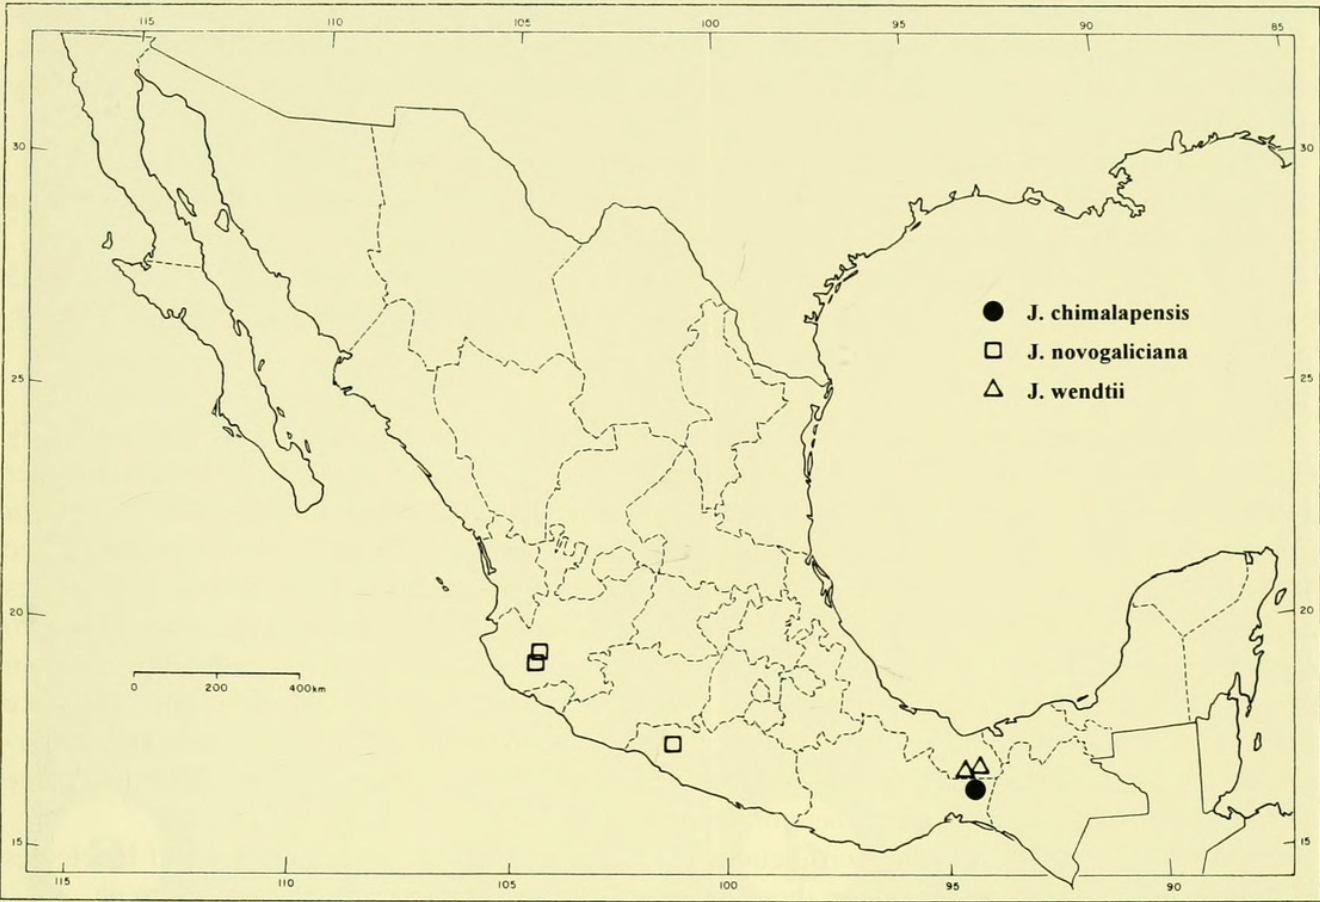 115 110 105 100 95 90 85
30 30
J. chimalapensis
J. novogaliciana
J. wendtii
25 25
20 20
0 200 400km
15 15
115 110 105 100 95 90